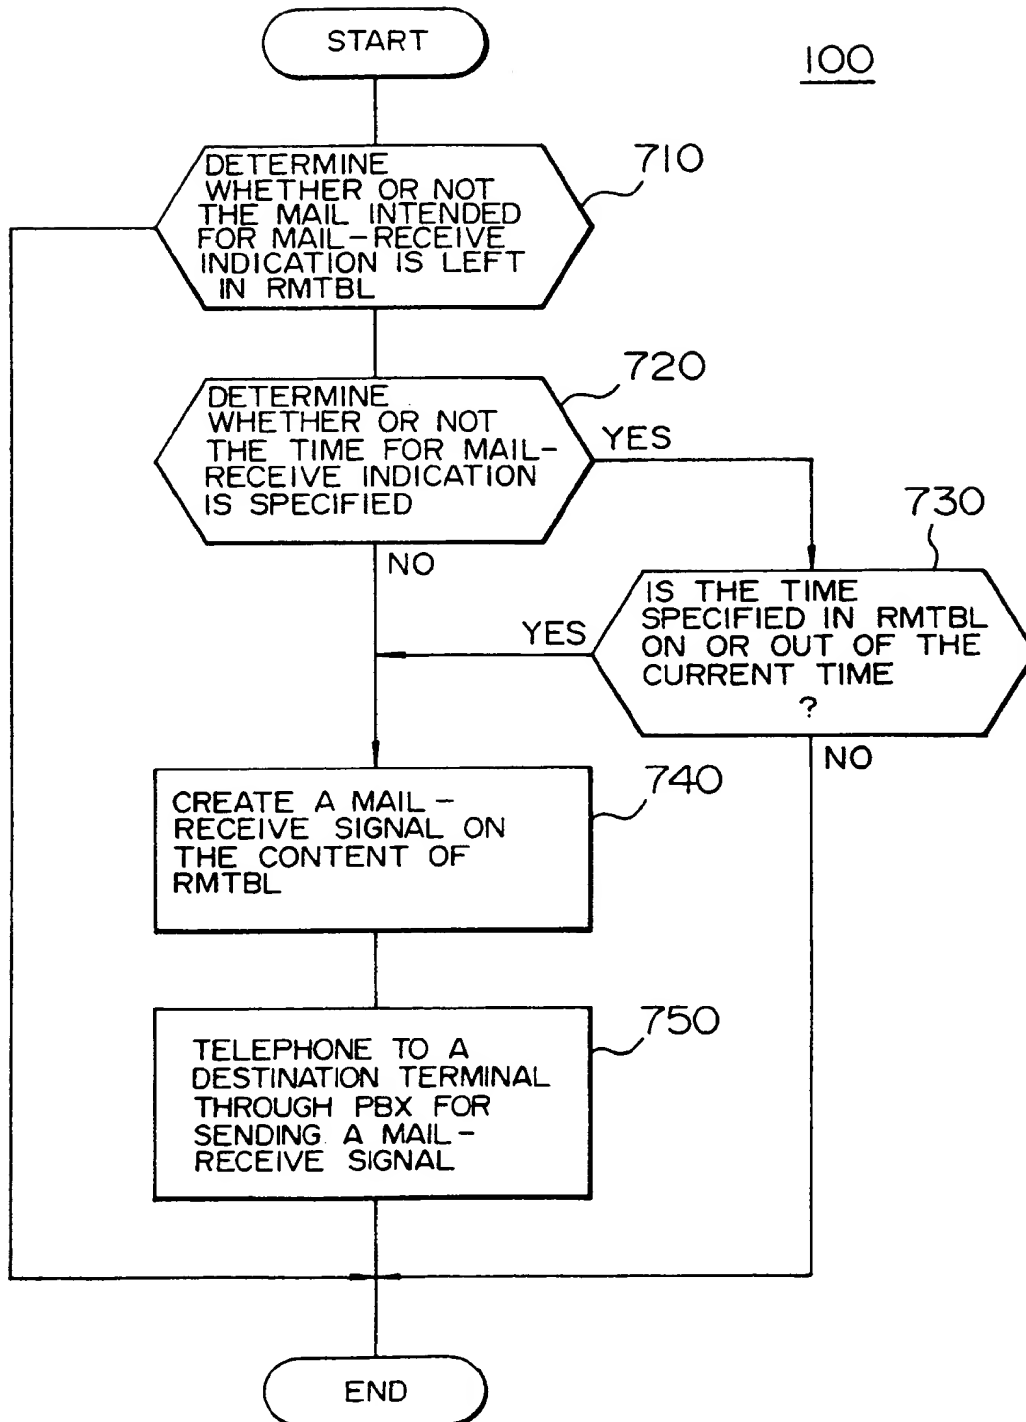 START
100
DETERMINE
WHETHER OR NOT
THE MAIL INTENDED
FOR MAIL-RECEIVE
INDICATION IS LEFT
IN RMTBL
710
DETERMINE
WHETHER OR NOT
THE TIME FOR MAIL-
RECEIVE INDICATION
IS SPECIFIED
720
YES
NO
730
IS THE TIME
SPECIFIED IN RMTBL
ON OR OUT OF THE
CURRENT TIME
?
YES
NO
740
CREATE A MAIL-
RECEIVE SIGNAL ON
THE CONTENT OF
RMTBL
750
TELEPHONE TO A
DESTINATION TERMINAL
THROUGH PBX FOR
SENDING A MAIL-
RECEIVE SIGNAL
END